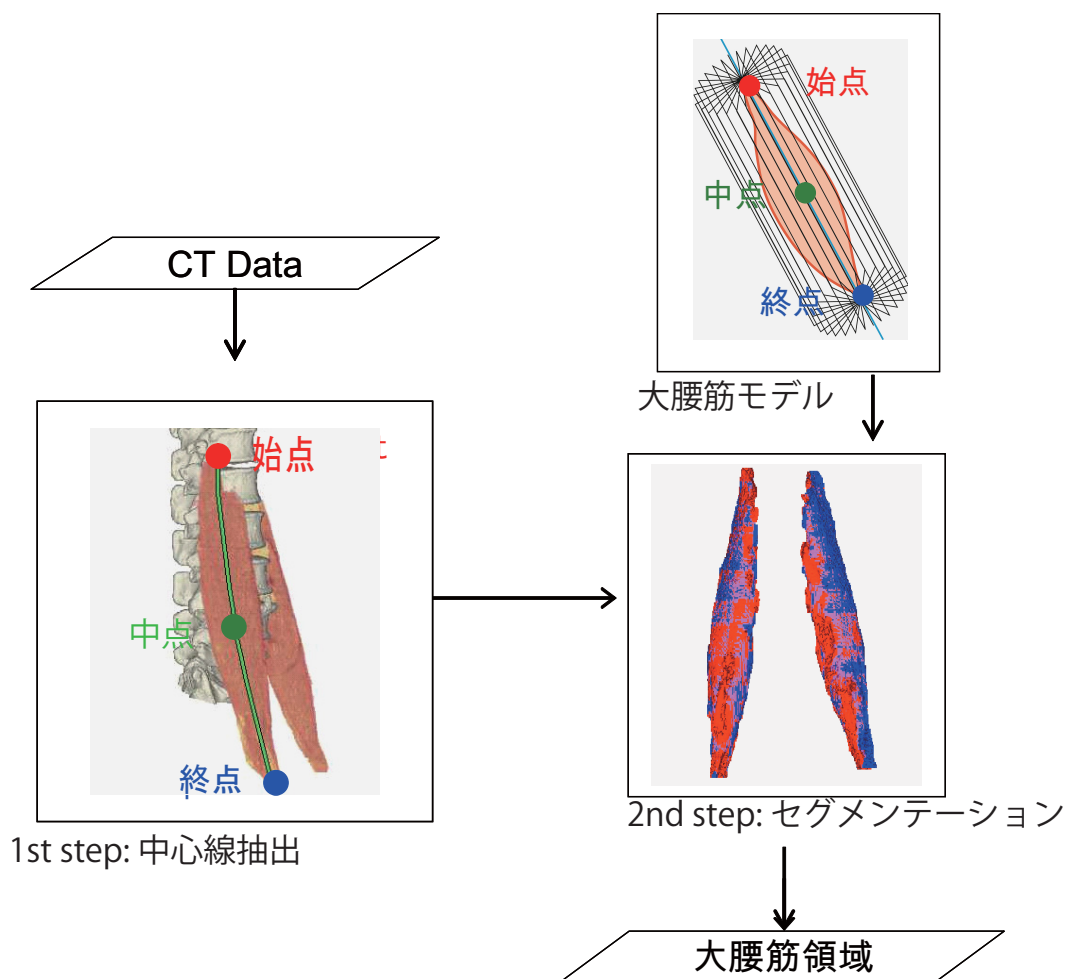 始点
中点
終点
大腰筋モデル
CT Data
始点
中点
終点
1st step: 中心線抽出
2nd step: セグメンテーション
大腰筋領域